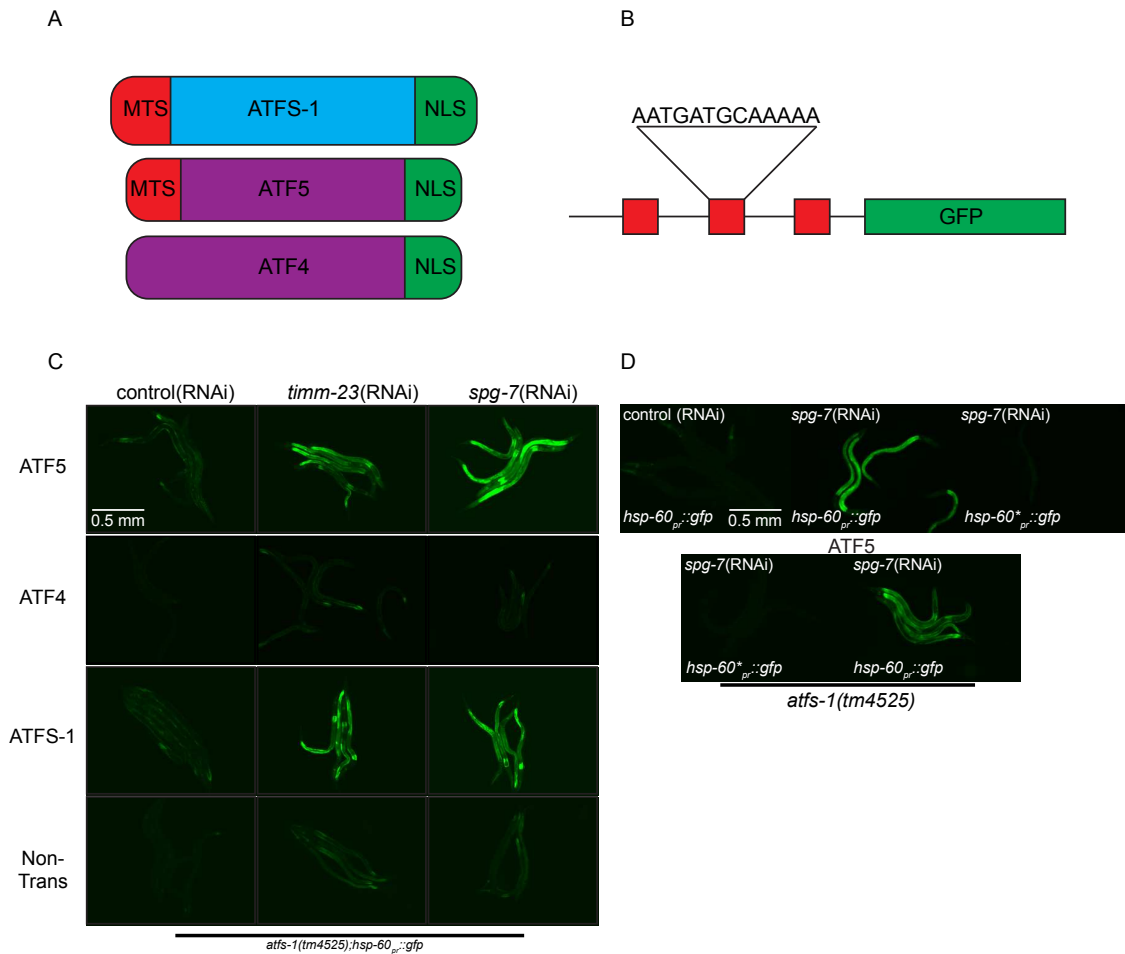 A
MTS ATFS-1 NLS
MTS ATF5 NLS
ATF4 NLS
B
AATGATGCAAAAA
GFP
C
control(RNAi) timm-23(RNAi) spg-7(RNAi)
ATF5
0.5 mm
ATF4
ATFS-1
Non-
Trans
atfs-1(tm4525);hsp-60pr::gfp
D
control (RNAi) spg-7(RNAi) spg-7(RNAi)
hsp-60pr::gfp 0.5 mm hsp-60pr::gfp hsp-60*pr::gfp
ATF5
spg-7(RNAi) spg-7(RNAi)
hsp-60*pr::gfp hsp-60pr::gfp
atfs-1(tm4525)